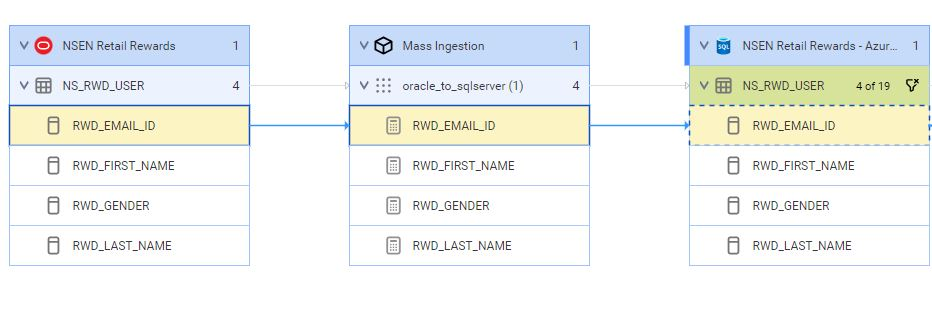 NSEN Retail Rewards 1
NS_RWD_USER 4
RWD_EMAIL_ID
RWD_FIRST_NAME
RWD_GENDER
RWD_LAST_NAME
Mass Ingestion 1
oracle_to_sqlserver (1) 4
RWD_EMAIL_ID
RWD_FIRST_NAME
RWD_GENDER
RWD_LAST_NAME
SQL
NSEN Retail Rewards - Azur... 1
NS_RWD_USER 4 of 19
RWD_EMAIL_ID
RWD_FIRST_NAME
RWD_GENDER
RWD_LAST_NAME